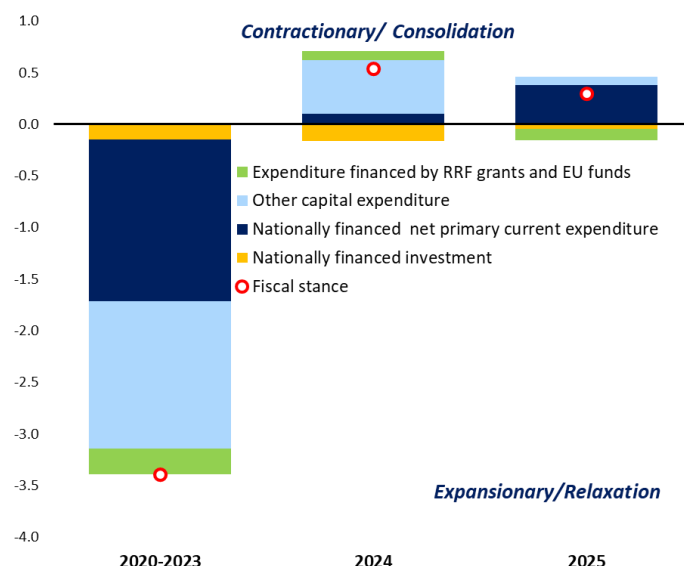 1.0
Contractionary/ Consolidation
0.5
0.0
Expenditure financed by RRF grants and EU funds
-0.5
Other capital expenditure
-1.0
Nationally financed net primary current expenditure
Nationally financed investment
-1.5
Fiscal stance
-2.0
-2.5
-3.0
-3.5
Expansionary/Relaxation
-4.0
2020-2023 2024 2025